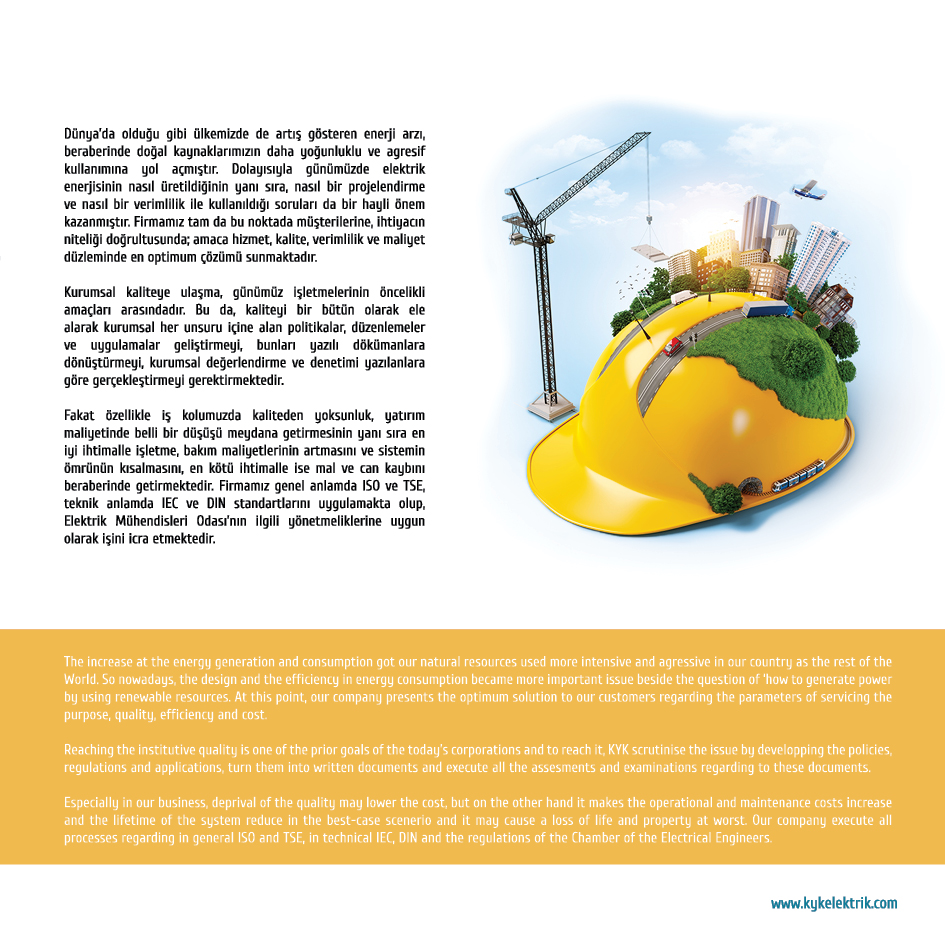 Dünya'da olduğu gibi ülkemizde de artış gösteren enerji arzı,
beraberinde doğal kaynaklarımızın daha yoğunluklu ve agresif
kullanımına yol açmıştır. Dolayısıyla günümüzde elektrik
enerjisinin nasıl üretildiğinin yanı sıra, nasıl bir projelendirme
ve nasıl bir verimlilik ile kullanıldığı soruları da bir hayli önem
kazanmıştır. Firmamız tam da bu noktada müşterilerine, ihtiyacın
niteliği doğrultusunda; amaca hizmet, kalite, verimlilik ve maliyet
düzleminde en optimum çözümü sunmaktadır.
Kurumsal kaliteye ulaşma, günümüz işletmelerinin öncelikli
amaçları arasındadır. Bu da, kaliteyi bir bütün olarak ele
alarak kurumsal her unsuru içine alan politikalar, düzenlemeler
ve uygulamalar geliştirmeyi, bunları yazılı dökümanlara
dönüştürmeyi, kurumsal değerlendirme ve denetimi yazılanlara
göre gerçekleştirmeyi gerektirmektedir.
Fakat özellikle iş kolumuzda kaliteden yoksunluk, yatırım
maliyetinde belli bir düşüşü meydana getirmesinin yanı sıra en
iyi ihtimalle işletme, bakım maliyetlerinin artmasını ve sistemin
ömrünün kısalmasını, en kötü ihtimalle ise mal ve can kaybını
beraberinde getirmektedir. Firmamız genel anlamda ISO ve TSE,
teknik anlamda IEC ve DIN standartlarını uygulamakta olup,
Elektrik Mühendisleri Odası'nın ilgili yönetmeliklerine uygun
olarak işini icra etmektedir.
The increase at the energy generation and consumption got our natural resources used more intensive and agressive in our country as the rest of the
World. So nowadays, the design and the efficiency in energy consumption became more important issue beside the question of 'how to generate power
by using renewable resources. At this point, our company presents the optimum solution to our customers regarding the parameters of servicing the
purpose, quality, efficiency and cost.
Reaching the institutive quality is one of the prior goals of the today's corporations and to reach it, KYK scrutinise the issue by developping the policies,
regulations and applications, turn them into written documents and execute all the assesments and examinations regarding to these documents.
Especially in our business, deprival of the quality may lower the cost, but on the other hand it makes the operational and maintenance costs increase
and the lifetime of the system reduce in the best-case scenerio and it may cause a loss of life and property at worst. Our company execute all
processes regarding in general ISO and TSE, in technical IEC, DIN and the regulations of the Chamber of the Electrical Engineers.
www.kykelektrik.com